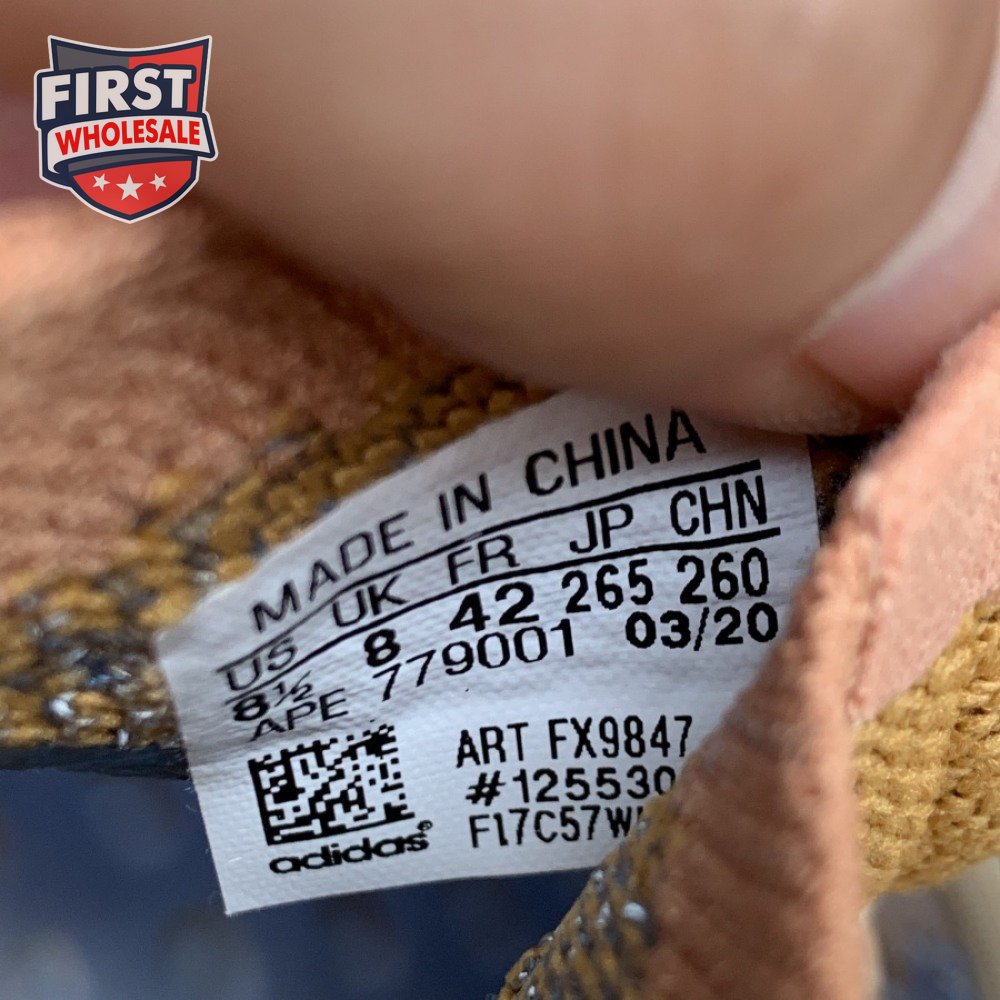 FIRST
WHOLESALE
MADE IN CHINA
US UK FR JP CHN
8½ 8 42 265 260
APE 779001 03/20
ART FX9847
#125530
F17C57W
adidas®